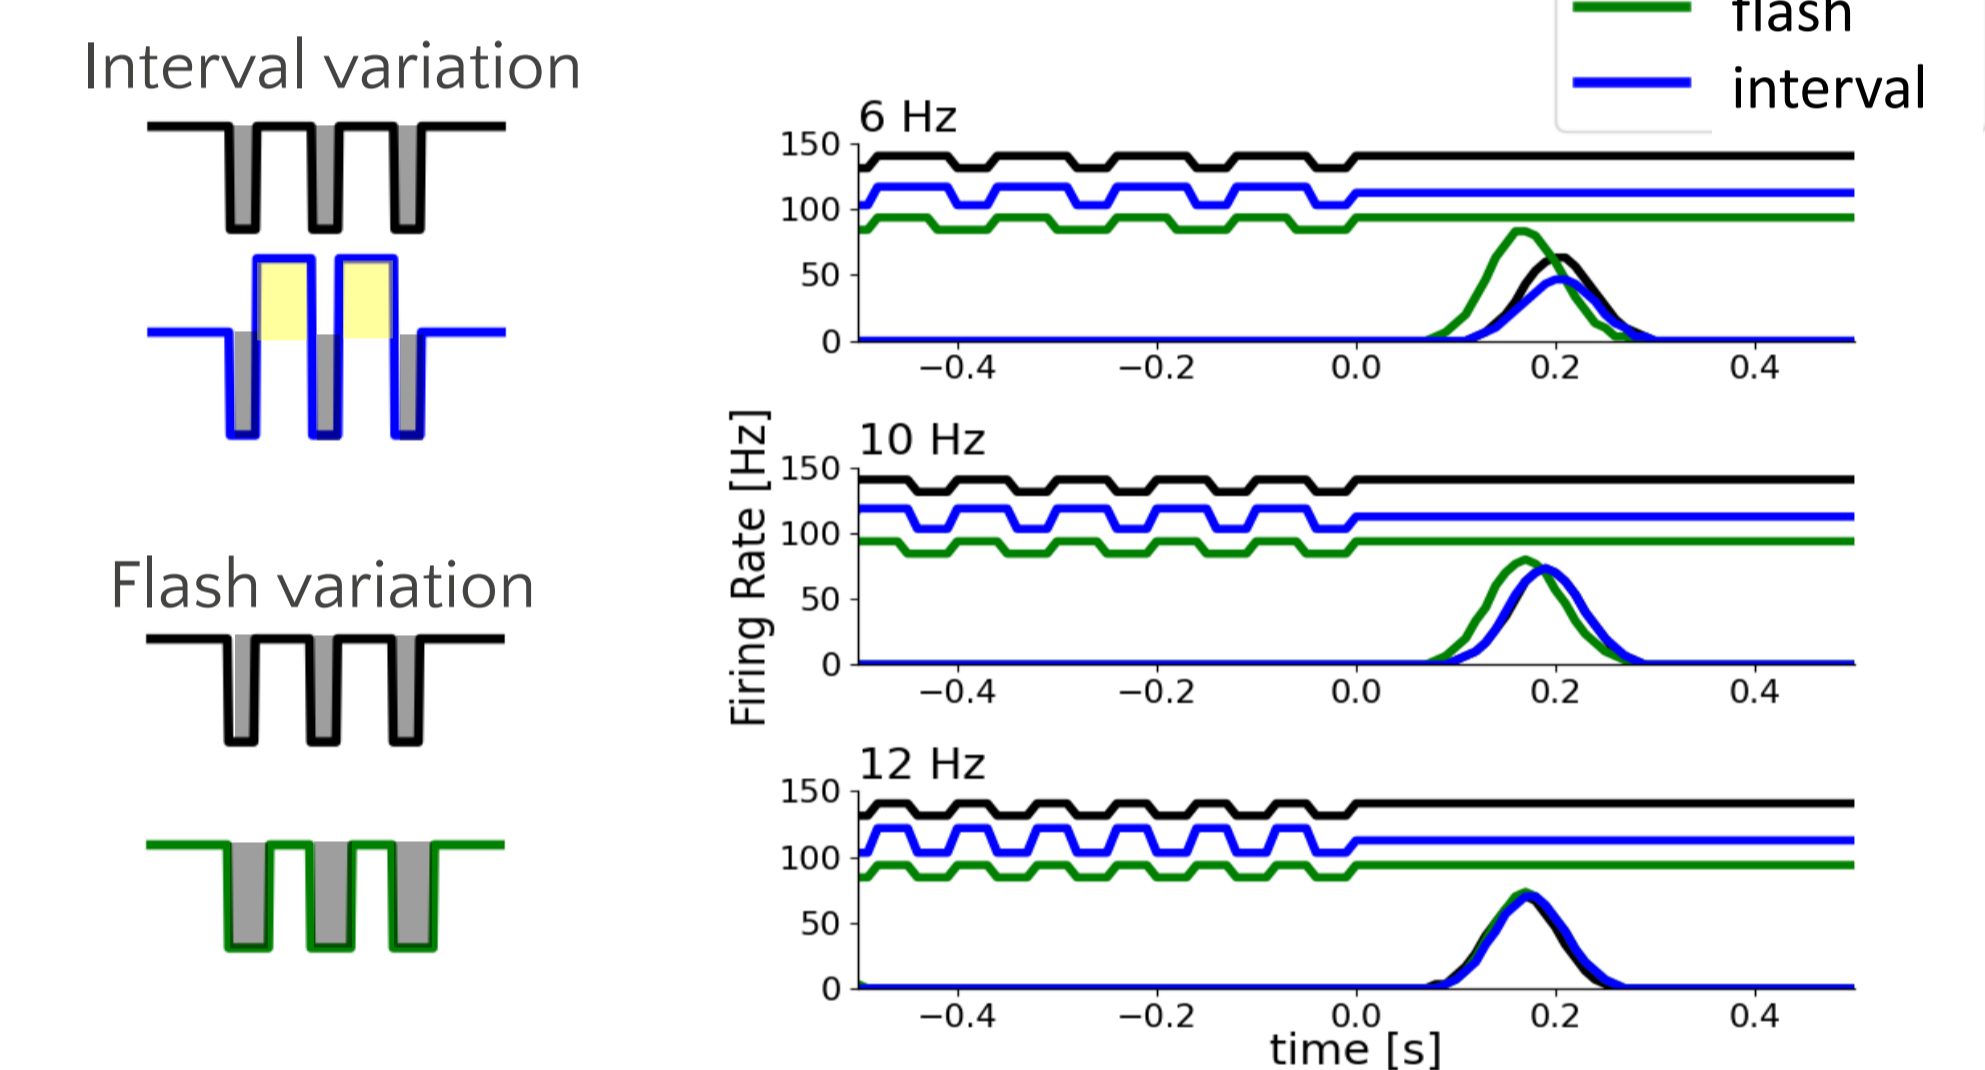 Interval variation
Flash variation
flash
interval
Firing Rate [Hz]
6 Hz
150
100
50
0
−0.4 −0.2 0.0 0.2 0.4
10 Hz
150
100
50
0
−0.4 −0.2 0.0 0.2 0.4
12 Hz
150
100
50
0
−0.4 −0.2 0.0 0.2 0.4
time [s]